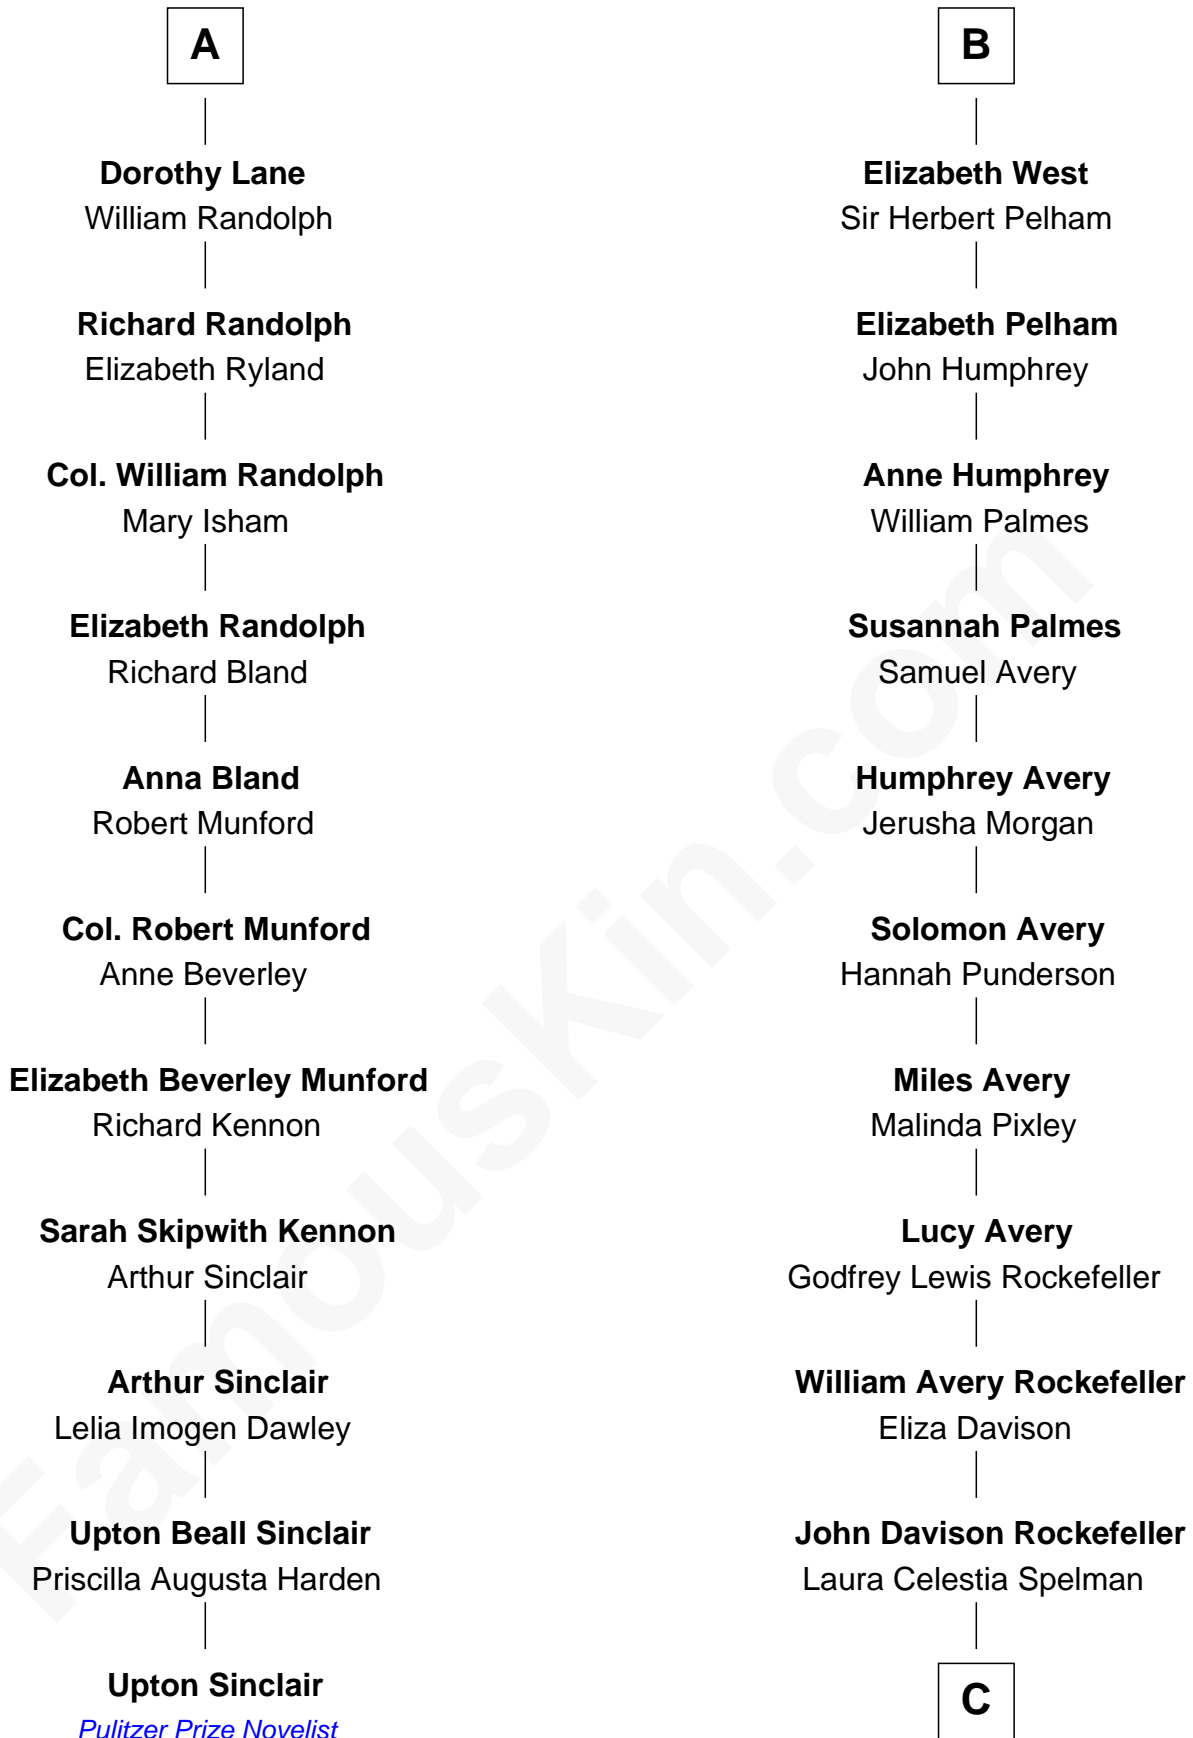 A
Dorothy Lane
William Randolph
Richard Randolph
Elizabeth Ryland
Col. William Randolph
Mary Isham
Elizabeth Randolph
Richard Bland
Anna Bland
Robert Munford
Col. Robert Munford
Anne Beverley
Elizabeth Beverley Munford
Richard Kennon
Sarah Skipwith Kennon
Arthur Sinclair
Arthur Sinclair
Lelia Imogen Dawley
Upton Beall Sinclair
Priscilla Augusta Harden
Upton Sinclair
Pulitzer Prize Novelist
B
Elizabeth West
Sir Herbert Pelham
Elizabeth Pelham
John Humphrey
Anne Humphrey
William Palmes
Susannah Palmes
Samuel Avery
Humphrey Avery
Jerusha Morgan
Solomon Avery
Hannah Punderson
Miles Avery
Malinda Pixley
Lucy Avery
Godfrey Lewis Rockefeller
William Avery Rockefeller
Eliza Davison
John Davison Rockefeller
Laura Celestia Spelman
C
FamousKin.com